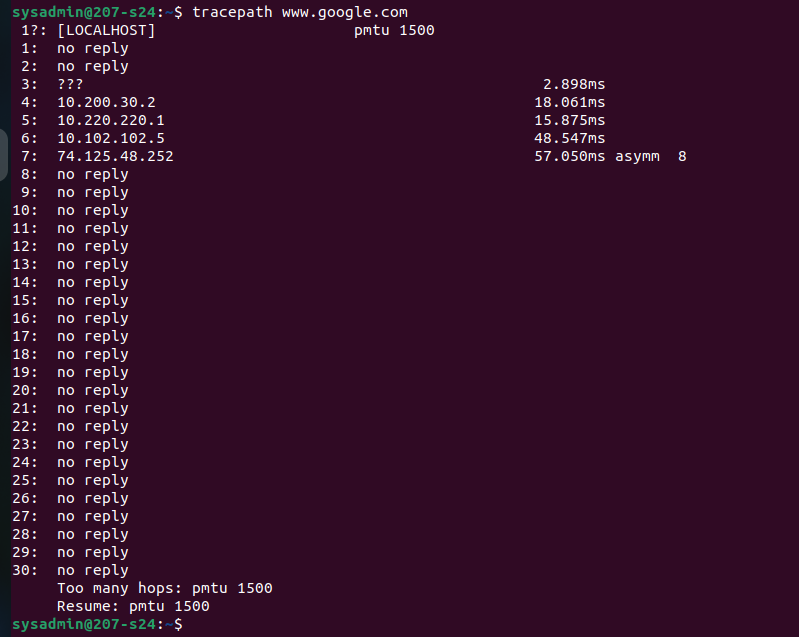 sysadmin@207-s24:~$ tracepath www.google.com
 1?: [LOCALHOST]                      pmtu 1500
 1:  no reply
 2:  no reply
 3:  ???                                                   2.898ms
 4:  10.200.30.2                                          18.061ms
 5:  10.220.220.1                                         15.875ms
 6:  10.102.102.5                                         48.547ms
 7:  74.125.48.252                                        57.050ms asymm  8
 8:  no reply
 9:  no reply
10:  no reply
11:  no reply
12:  no reply
13:  no reply
14:  no reply
15:  no reply
16:  no reply
17:  no reply
18:  no reply
19:  no reply
20:  no reply
21:  no reply
22:  no reply
23:  no reply
24:  no reply
25:  no reply
26:  no reply
27:  no reply
28:  no reply
29:  no reply
30:  no reply
     Too many hops: pmtu 1500
     Resume: pmtu 1500
sysadmin@207-s24:~$